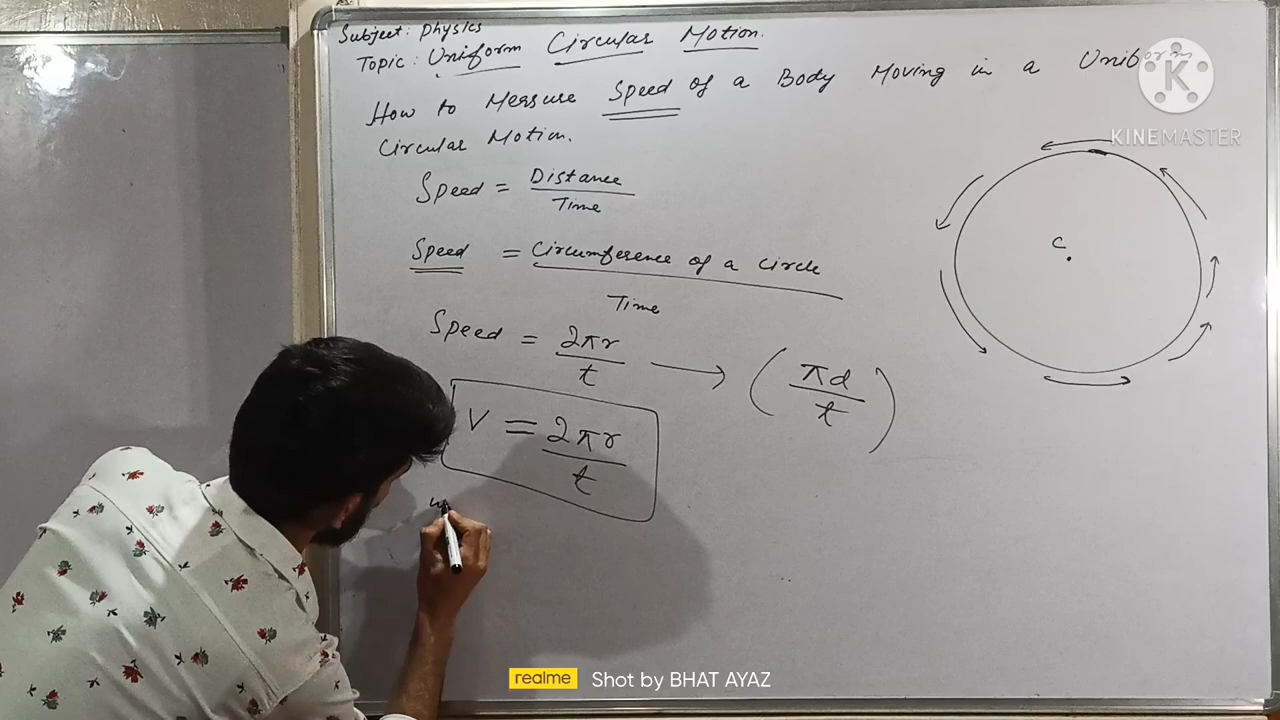 Subject: Physics
Topic: Uniform Circular Motion.
How to Measure Speed of a Body Moving in a Uniform
Circular Motion.
Speed = Distance / Time
Speed = Circumference of a circle / Time
Speed = 2πr / t → (πd / t)
V = 2πr / t
C
K
KINEMASTER
realme Shot by BHAT AYAZ